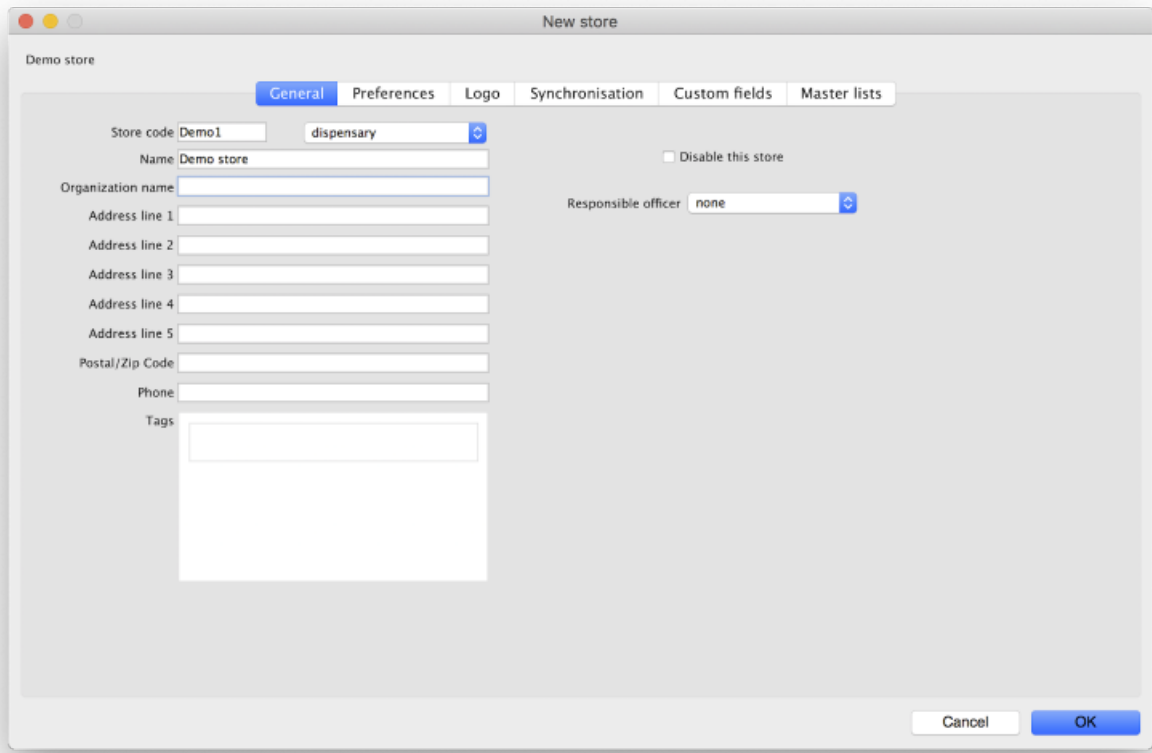 New store
Demo store
General Preferences Logo Synchronisation Custom fields Master lists
Store code Demo1 dispensary
Name Demo store Disable this store
Organization name
Responsible officer none
Address line 1
Address line 2
Address line 3
Address line 4
Address line 5
Postal/Zip Code
Phone
Tags
Cancel OK